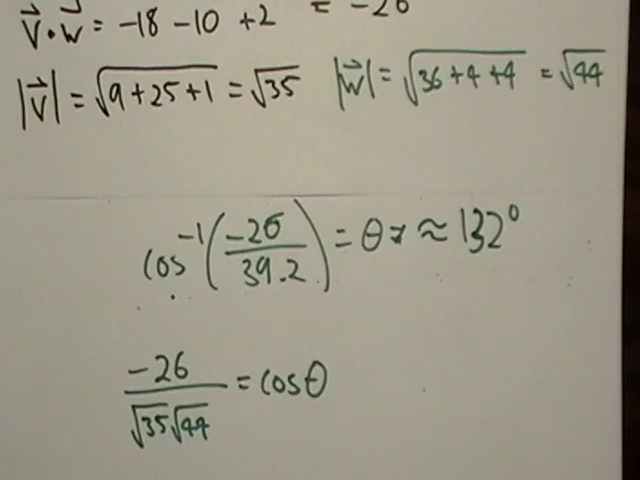 v⃗·w⃗ = -18 - 10 + 2 = -26
|v⃗| = √(9+25+1) = √35 |w⃗| = √(36+4+4) = √44
cos⁻¹(-26/39.2) = θ ≈ 132°
-26/(√35√44) = cosθ